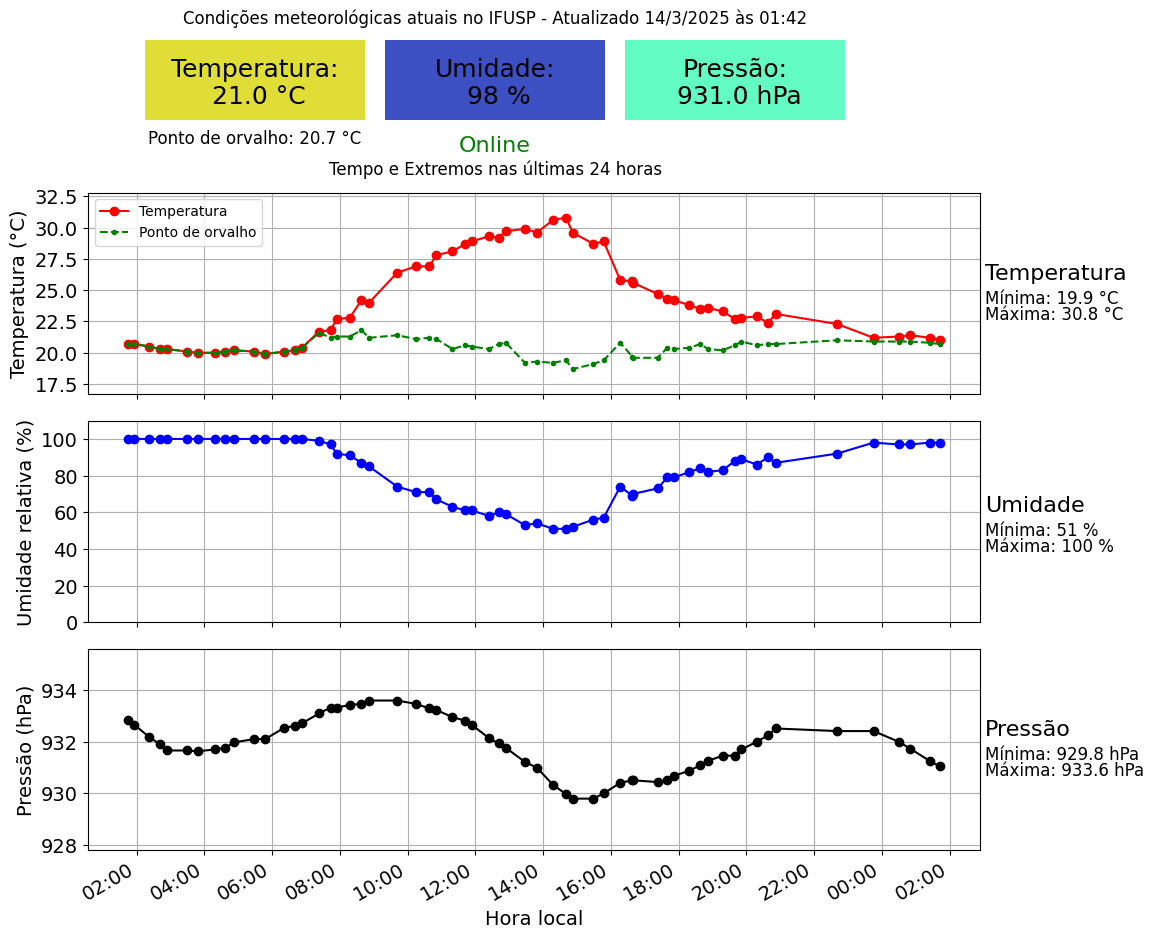 Condições meteorológicas atuais no IFUSP - Atualizado 14/3/2025 às 01:42
Temperatura:
21.0 °C
Umidade:
98 %
Pressão:
931.0 hPa
Ponto de orvalho: 20.7 °C
Online
Tempo e Extremos nas últimas 24 horas
Temperatura (°C)
32.5
30.0
27.5
25.0
22.5
20.0
17.5
Temperatura
Ponto de orvalho
Temperatura
Mínima: 19.9 °C
Máxima: 30.8 °C
Umidade relativa (%)
100
80
60
40
20
0
Umidade
Mínima: 51 %
Máxima: 100 %
Pressão (hPa)
934
932
930
928
Pressão
Mínima: 929.8 hPa
Máxima: 933.6 hPa
02:00 04:00 06:00 08:00 10:00 12:00 14:00 16:00 18:00 20:00 22:00 00:00 02:00
Hora local